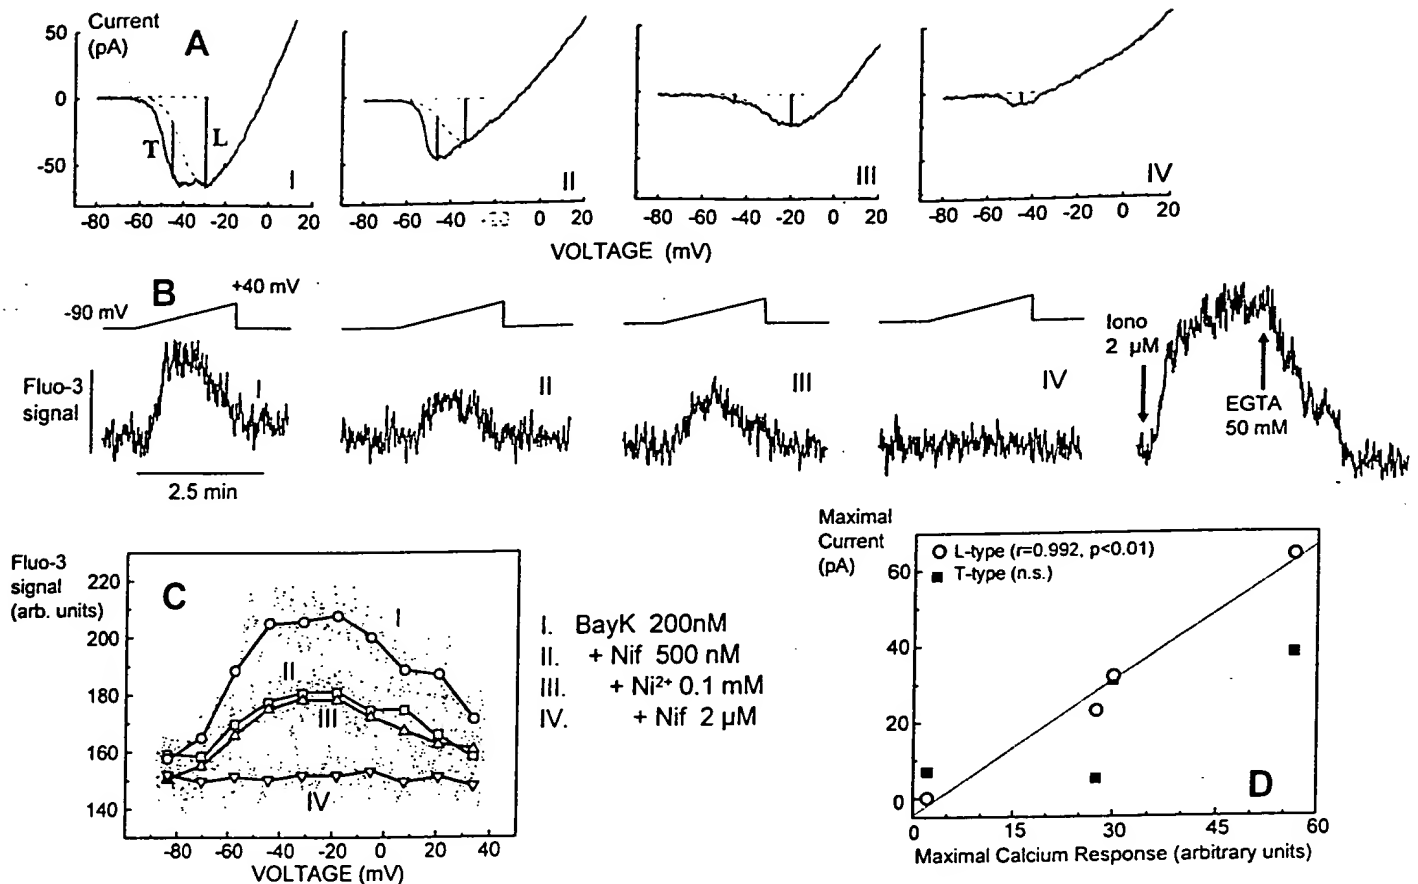 Current
(pA)
A
50
0
-50
T
L
I
II
III
IV
-80 -60 -40 -20 0 20
-80 -60 -40 0 20
-80 -60 -40 -20 0 20
-80 -60 -40 -20 0 20
VOLTAGE (mV)
B
-90 mV
+40 mV
Fluo-3
signal
I
II
III
IV
2.5 min
Iono
2 µM
EGTA
50 mM
Fluo-3
signal
(arb. units)
C
220
200
180
160
140
I
II
III
IV
-80 -60 -40 -20 0 20 40
VOLTAGE (mV)
I. BayK 200nM
II. + Nif 500 nM
III. + Ni²⁺ 0.1 mM
IV. + Nif 2 µM
Maximal
Current
(pA)
L-type (r=0.992, p<0.01)
T-type (n.s.)
60
40
20
0
D
0 15 30 45 60
Maximal Calcium Response (arbitrary units)